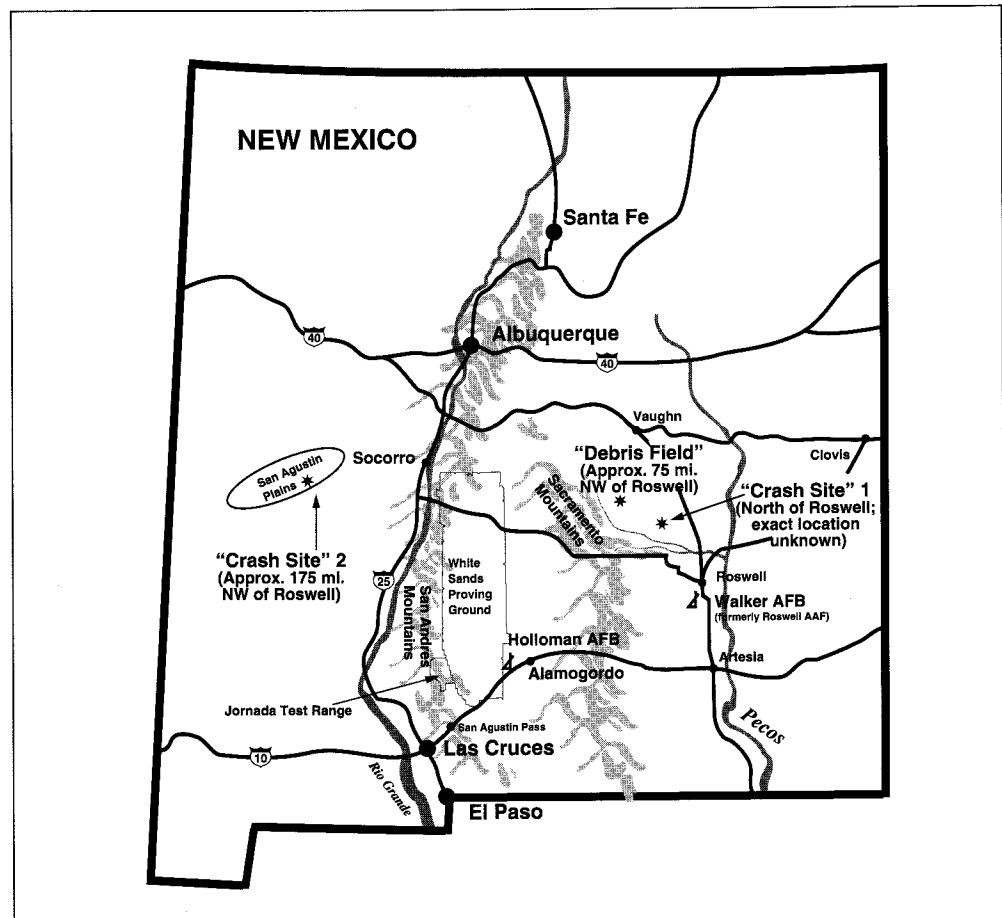 NEW MEXICO
Santa Fe
40
Albuquerque
40
Vaughn
"Debris Field"
(Approx. 75 mi.
NW of Roswell)
Clovis
Socorro
San Agustin
Plains
"Crash Site" 1
(North of Roswell;
exact location
unknown)
Sacramento
Mountains
"Crash Site" 2
(Approx. 175 mi.
NW of Roswell)
25
White
Sands
Proving
Ground
San Andres
Mountains
Roswell
Walker AFB
(formerly Roswell AAF)
Holloman AFB
Alamogordo
Artesia
Jornada Test Range
San Agustin Pass
Pecos
Las Cruces
10
Rio Grande
El Paso